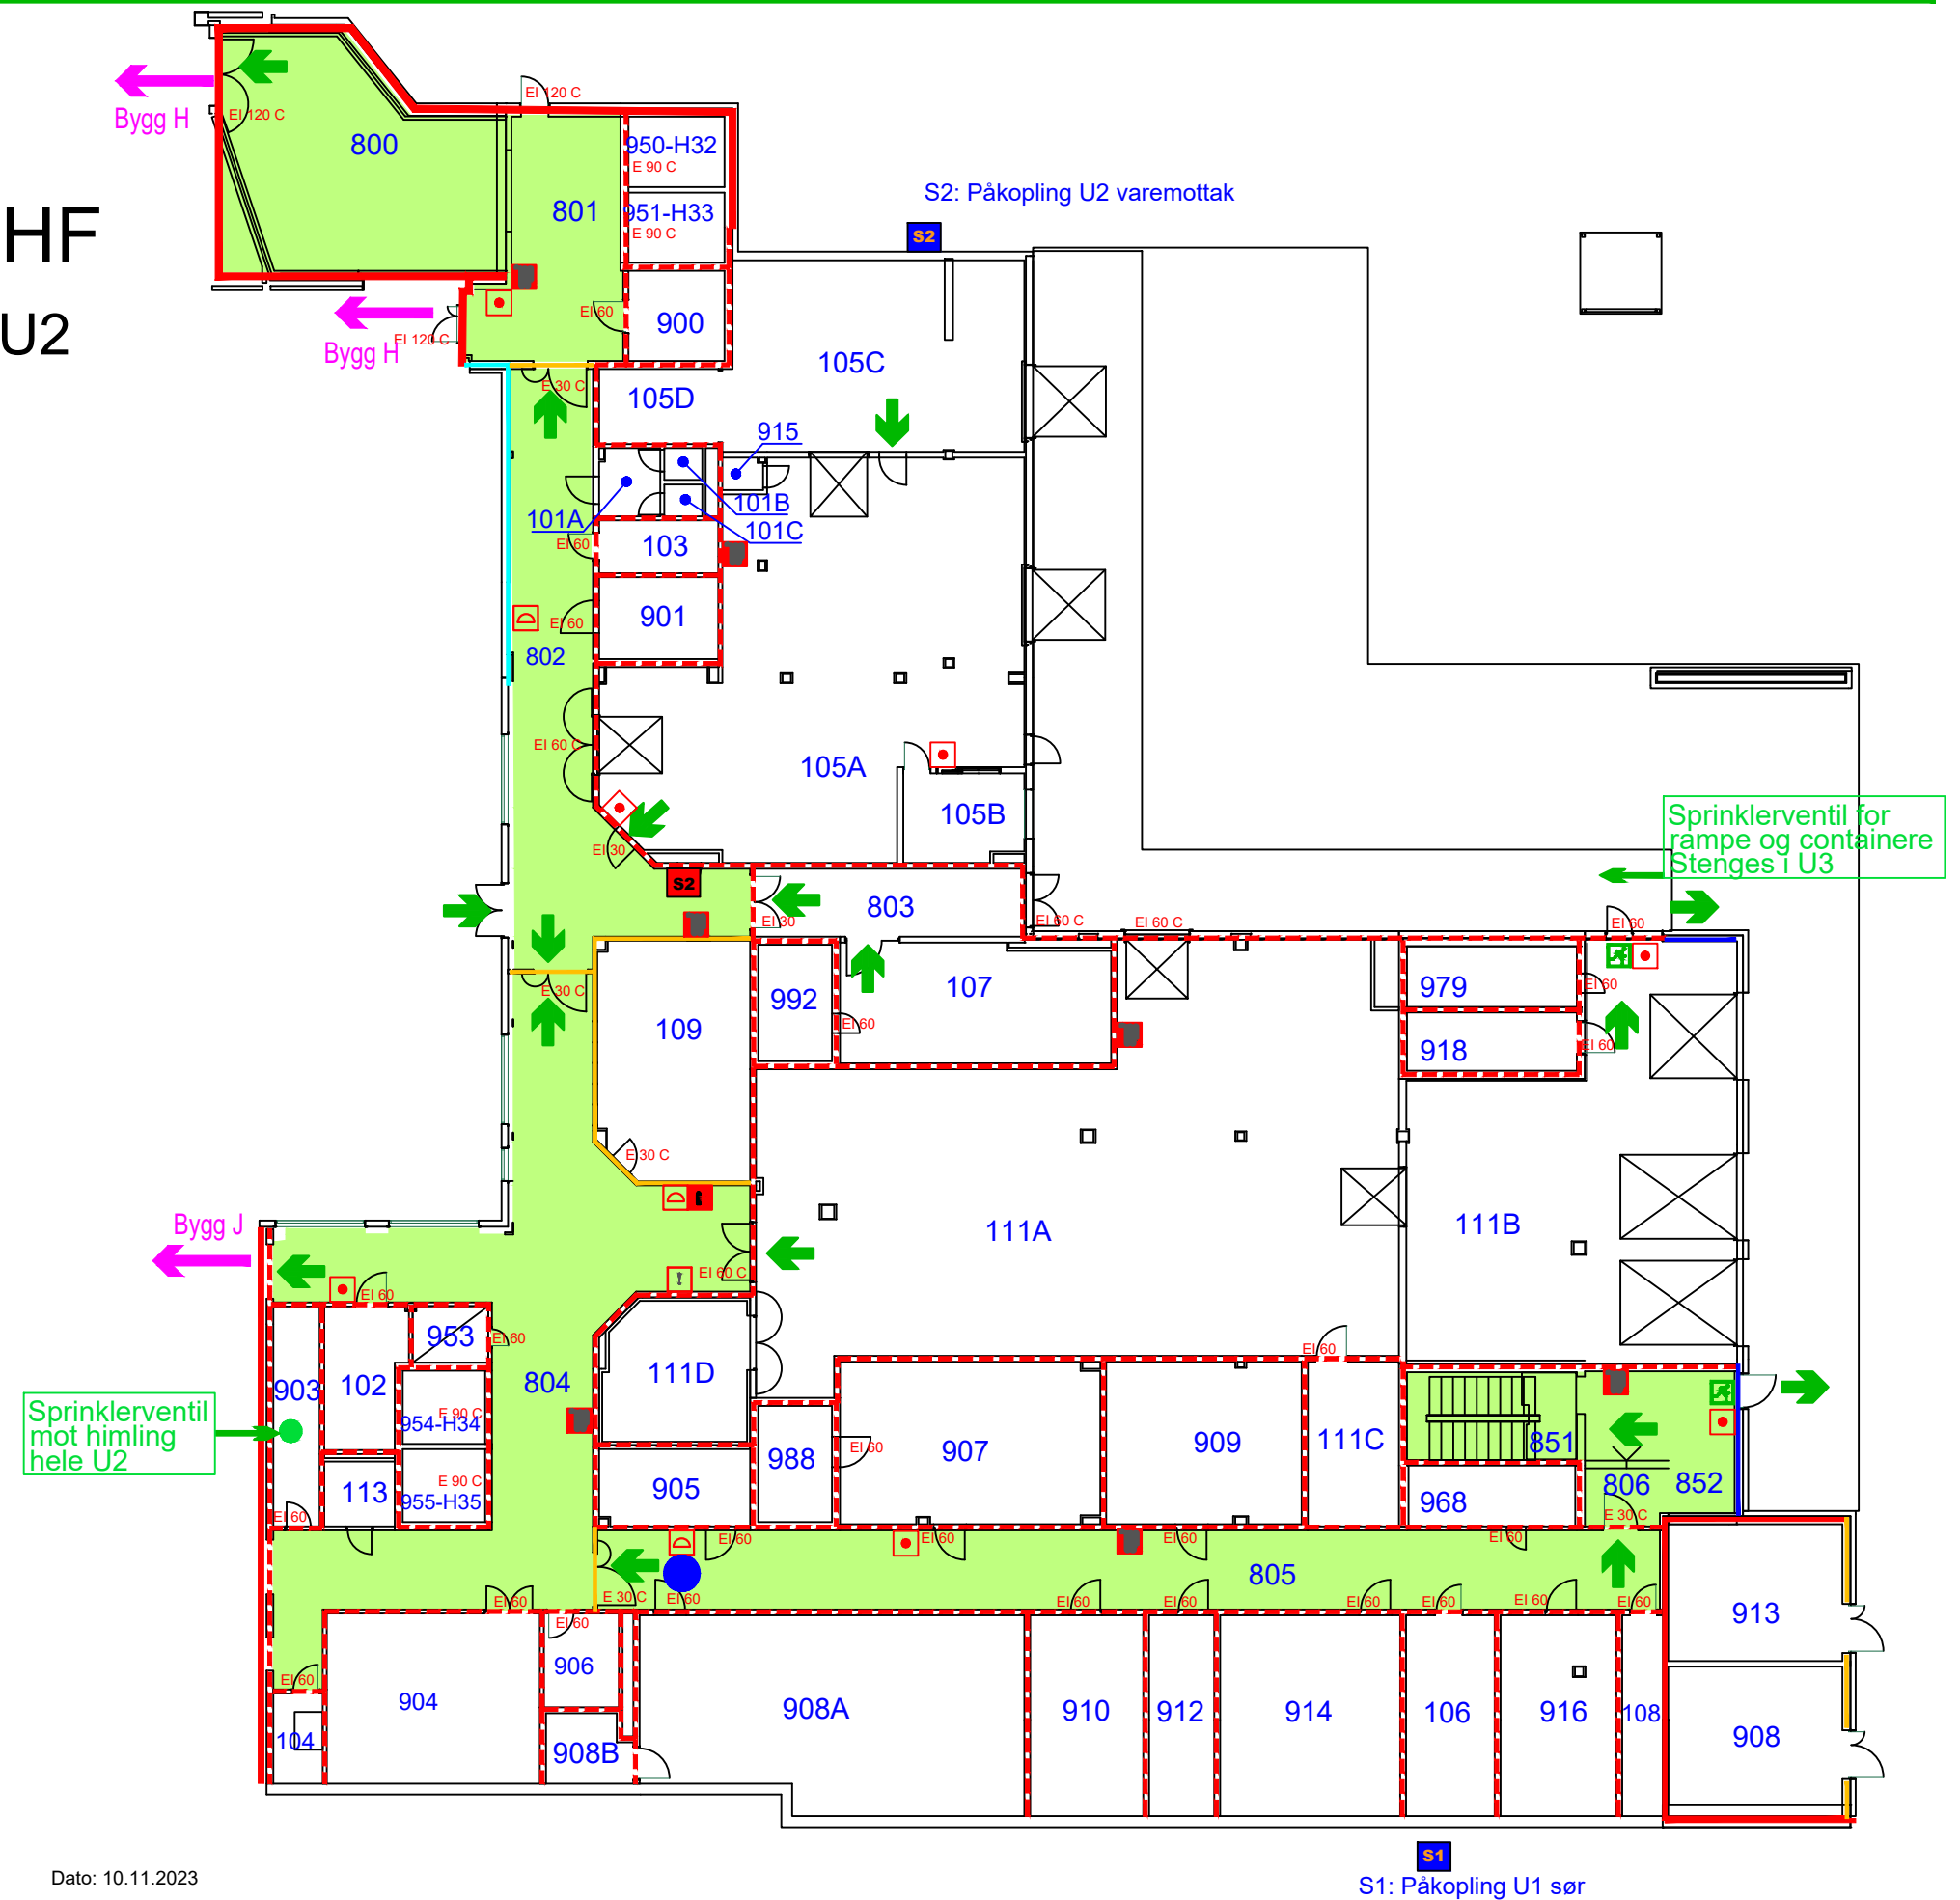 HF
U2
Bygg H
EI 120 C
EI 120 C
800
801
950-H32
E 90 C
951-H33
E 90 C
S2: Påkopling U2 varemottak
S2
Bygg H
EI 120 C
EI 60
900
105C
E 30 C
105D
915
101A
101B
101C
EI 60
103
EI 60
901
802
EI 60 C
105A
105B
EI 30
S2
EI 30
803
EI 60 C
EI 60 C
Sprinklerventil for
rampe og containere
Stenges i U3
EI 60
E 30 C
109
992
EI 60
107
979
EI 60
918
EI 60
E 30 C
111A
111B
Bygg J
EI 60 C
EI 60
953
EI 60
903
102
804
111D
EI 60
E 90 C
954-H34
E 90 C
955-H35
113
EI 60
Sprinklerventil
mot himling
hele U2
905
988
EI 60
907
909
111C
851
968
806
852
E 30 C
EI 60
EI 60
EI 60
EI 60
805
E 30 C
EI 60
EI 60
EI 60
EI 60
EI 60
EI 60
EI 60
EI 60
EI 60
EI 60
913
906
904
908A
910
912
914
106
916
108
908
104
908B
S1
S1: Påkopling U1 sør
Dato: 10.11.2023